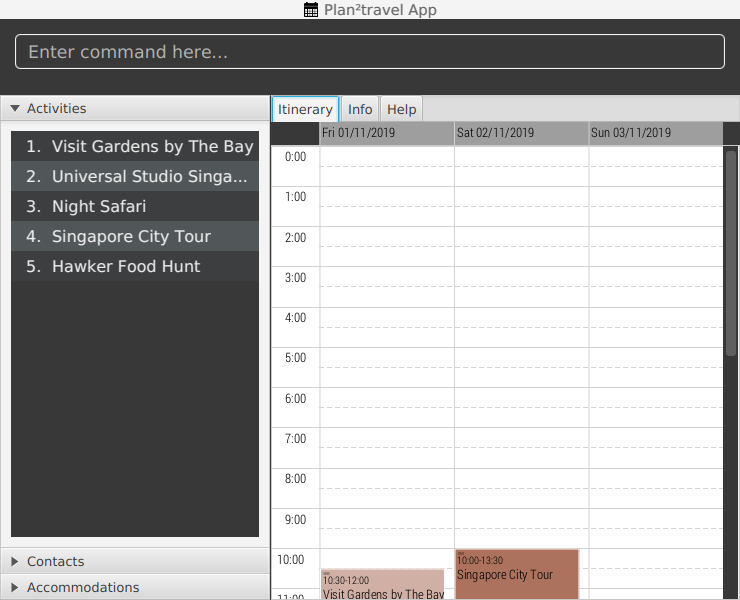 Plan²travel App
Enter command here...
Activities
1. Visit Gardens by The Bay
2. Universal Studio Singa...
3. Night Safari
4. Singapore City Tour
5. Hawker Food Hunt
Contacts
Accommodations
Itinerary Info Help
Fri 01/11/2019 Sat 02/11/2019 Sun 03/11/2019
0:00
1:00
2:00
3:00
4:00
5:00
6:00
7:00
8:00
9:00
10:00
11:00
10:30-12:00
Visit Gardens by The Bay
10:00-13:30
Singapore City Tour